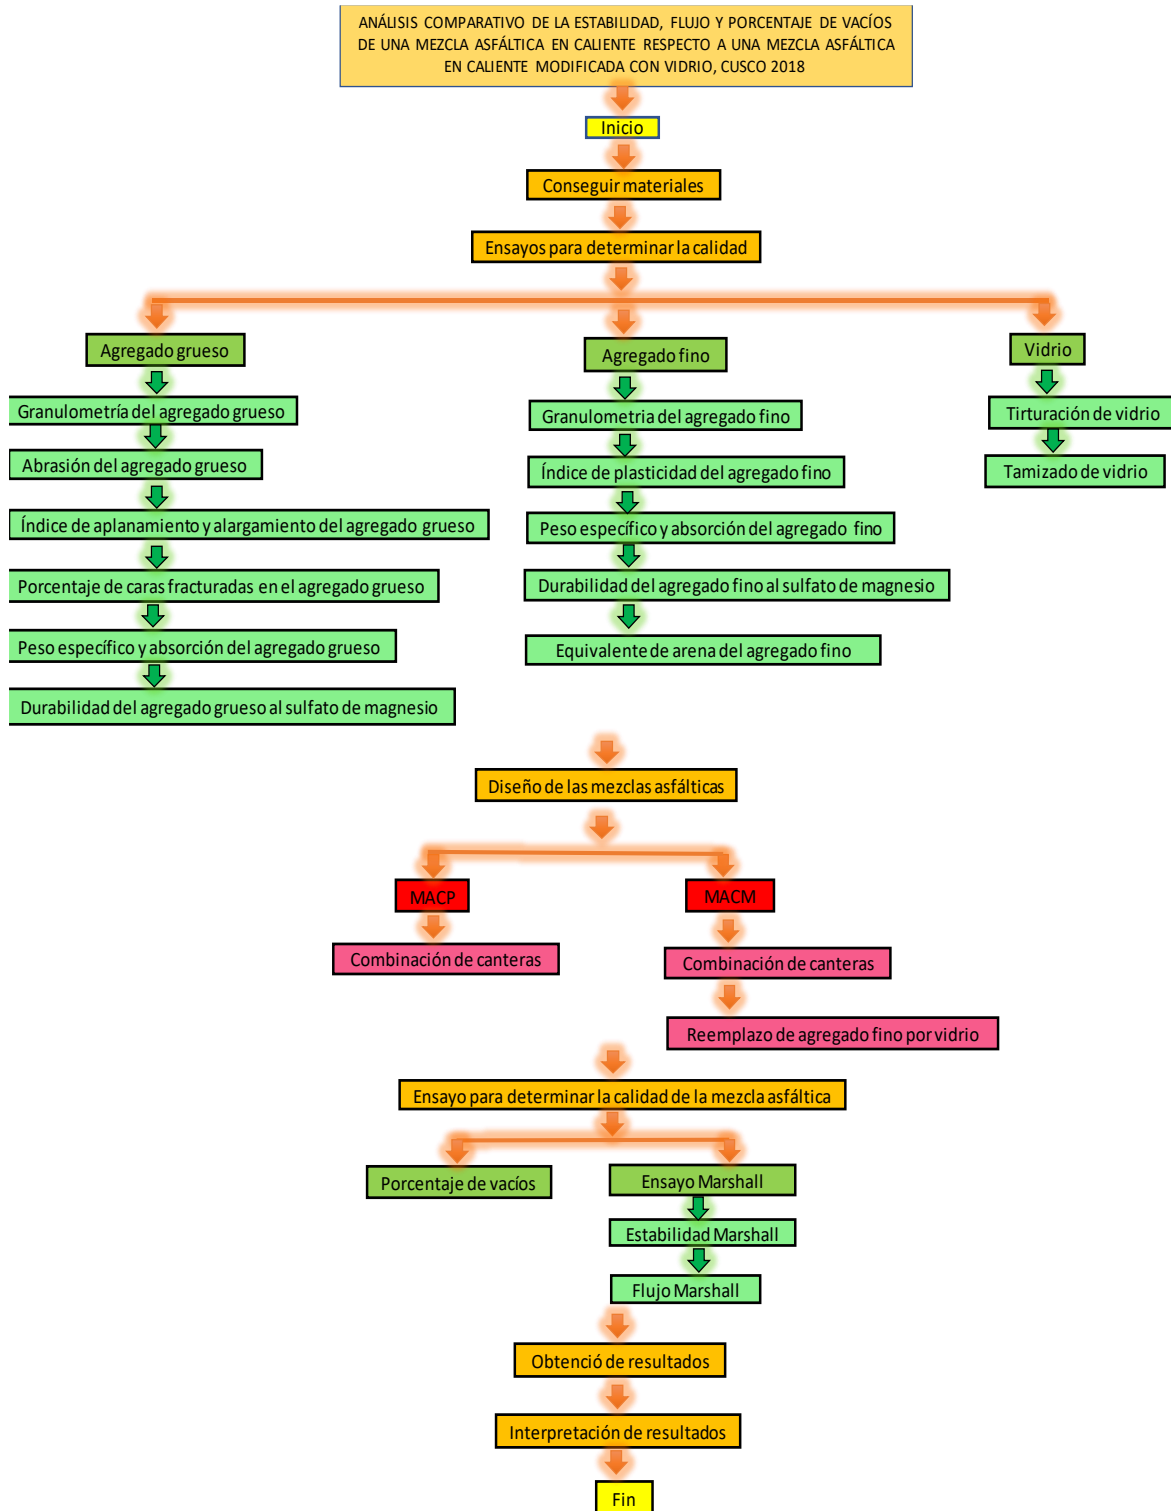 ANÁLISIS COMPARATIVO DE LA ESTABILIDAD, FLUJO Y PORCENTAJE DE VACÍOS
DE UNA MEZCLA ASFÁLTICA EN CALIENTE RESPECTO A UNA MEZCLA ASFÁLTICA
EN CALIENTE MODIFICADA CON VIDRIO, CUSCO 2018
Inicio
Conseguir materiales
Ensayos para determinar la calidad
Agregado grueso
Granulometría del agregado grueso
Abrasión del agregado grueso
Índice de aplanamiento y alargamiento del agregado grueso
Porcentaje de caras fracturadas en el agregado grueso
Peso específico y absorción del agregado grueso
Durabilidad del agregado grueso al sulfato de magnesio
Agregado fino
Granulometria del agregado fino
Índice de plasticidad del agregado fino
Peso específico y absorción del agregado fino
Durabilidad del agregado fino al sulfato de magnesio
Equivalente de arena del agregado fino
Vidrio
Tirturación de vidrio
Tamizado de vidrio
Diseño de las mezclas asfálticas
MACP
Combinación de canteras
MACM
Combinación de canteras
Reemplazo de agregado fino por vidrio
Ensayo para determinar la calidad de la mezcla asfáltica
Porcentaje de vacíos
Ensayo Marshall
Estabilidad Marshall
Flujo Marshall
Obtenció de resultados
Interpretación de resultados
Fin